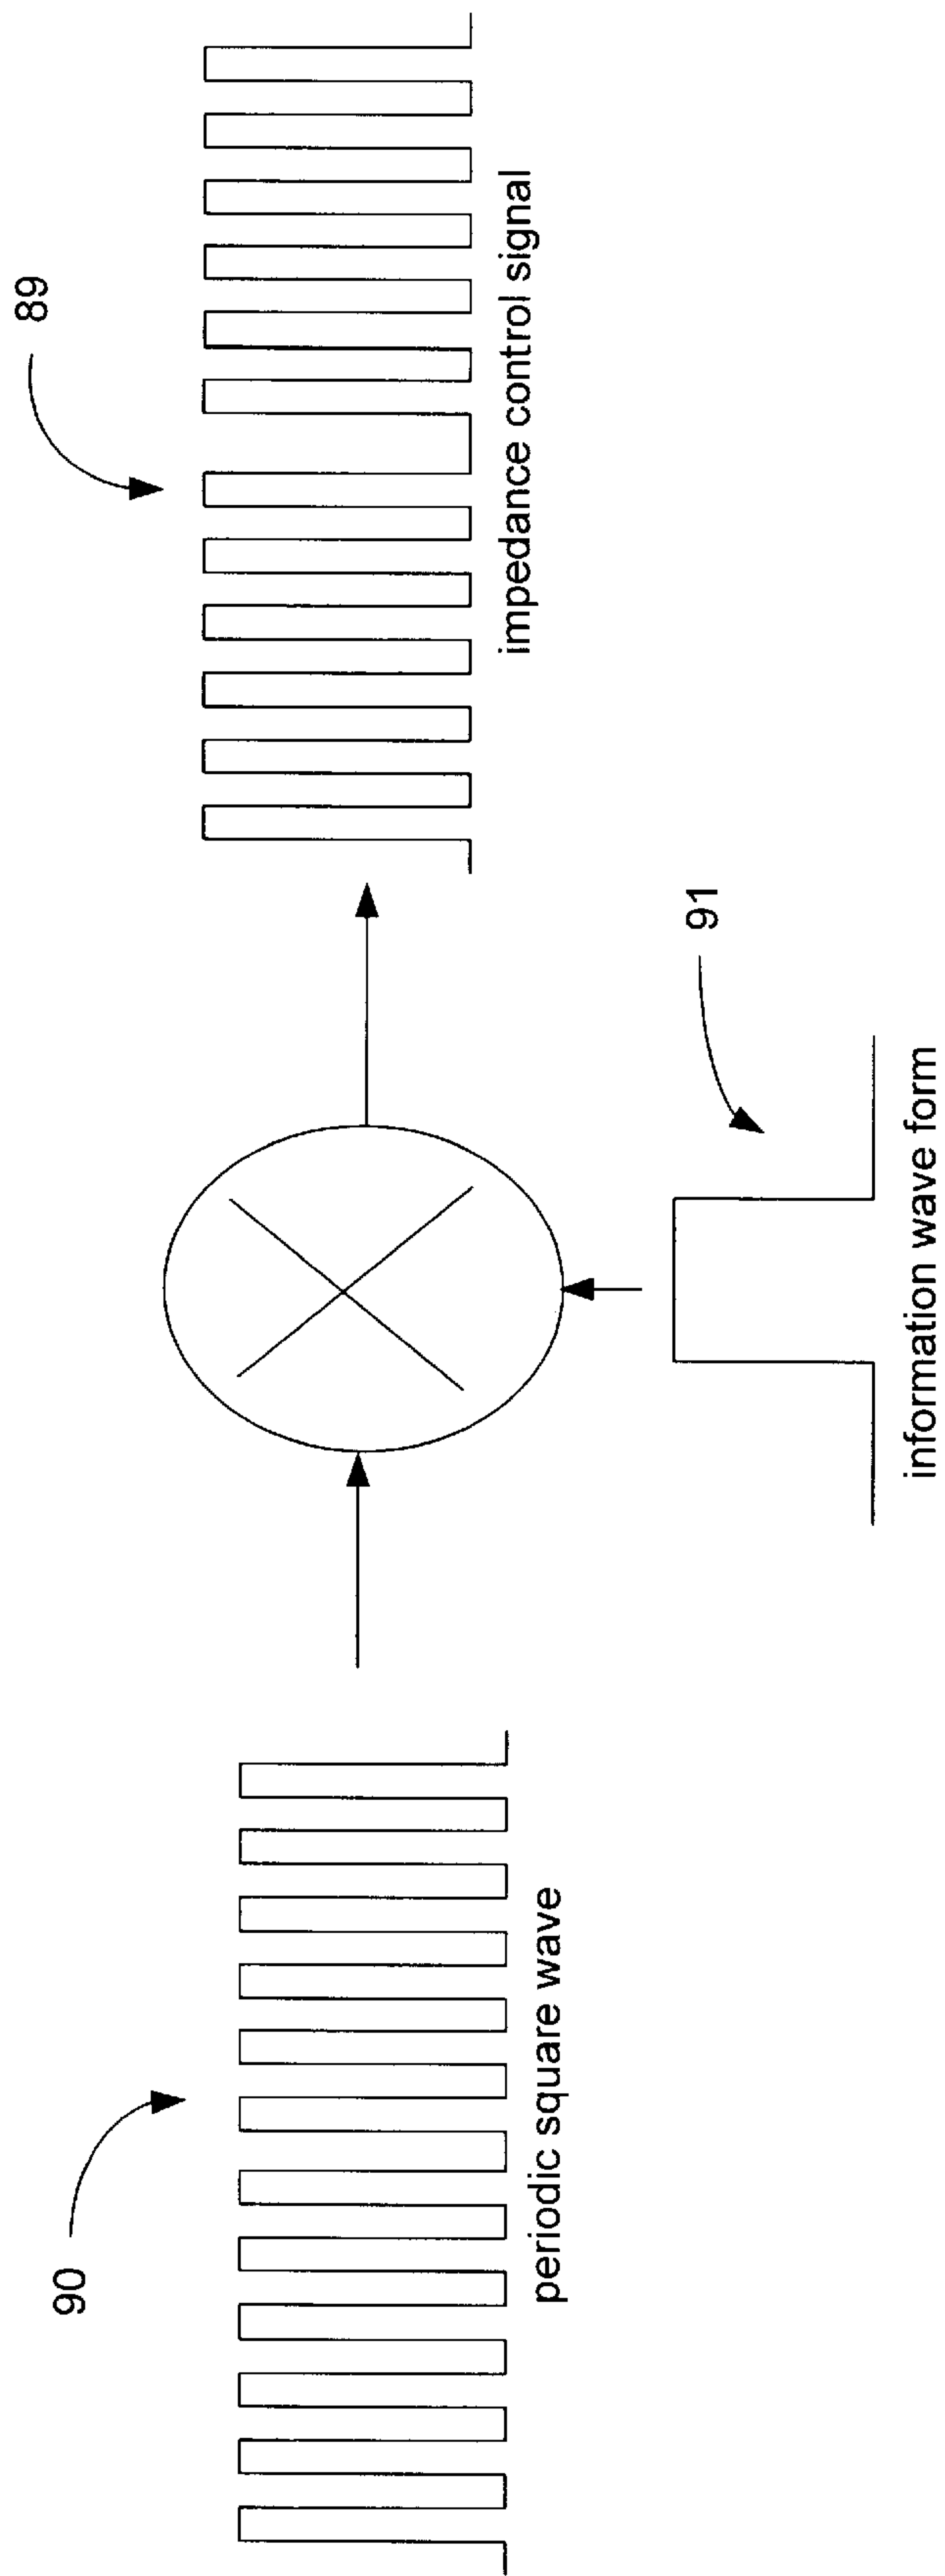 90
periodic square wave
91
information wave form
89
impedance control signal